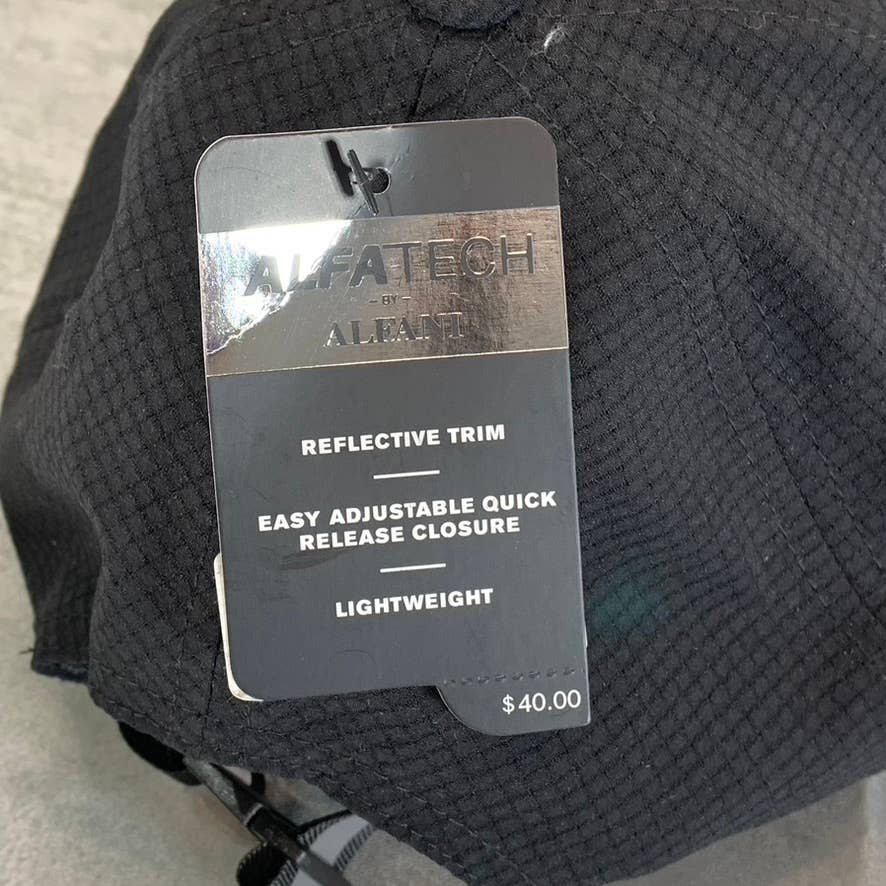 ALFATECH
– BY –
ALFANI
REFLECTIVE TRIM
EASY ADJUSTABLE QUICK
RELEASE CLOSURE
LIGHTWEIGHT
$40.00